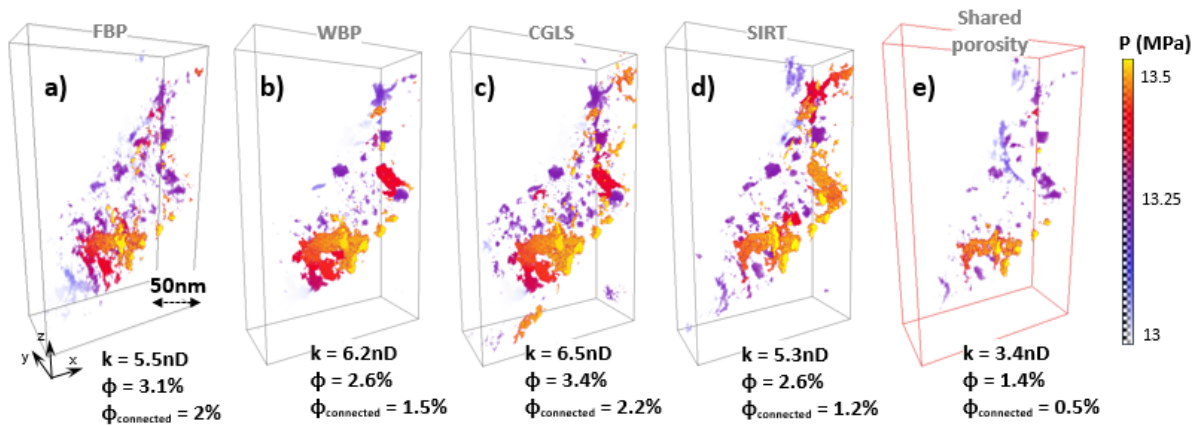 FBP
WBP
CGLS
SIRT
Shared
porosity
P (MPa)
a)
b)
c)
d)
e)
13.5
13.25
13
50nm
z
y
x
k = 5.5nD
ϕ = 3.1%
ϕconnected = 2%
k = 6.2nD
ϕ = 2.6%
ϕconnected = 1.5%
k = 6.5nD
ϕ = 3.4%
ϕconnected = 2.2%
k = 5.3nD
ϕ = 2.6%
ϕconnected = 1.2%
k = 3.4nD
ϕ = 1.4%
ϕconnected = 0.5%